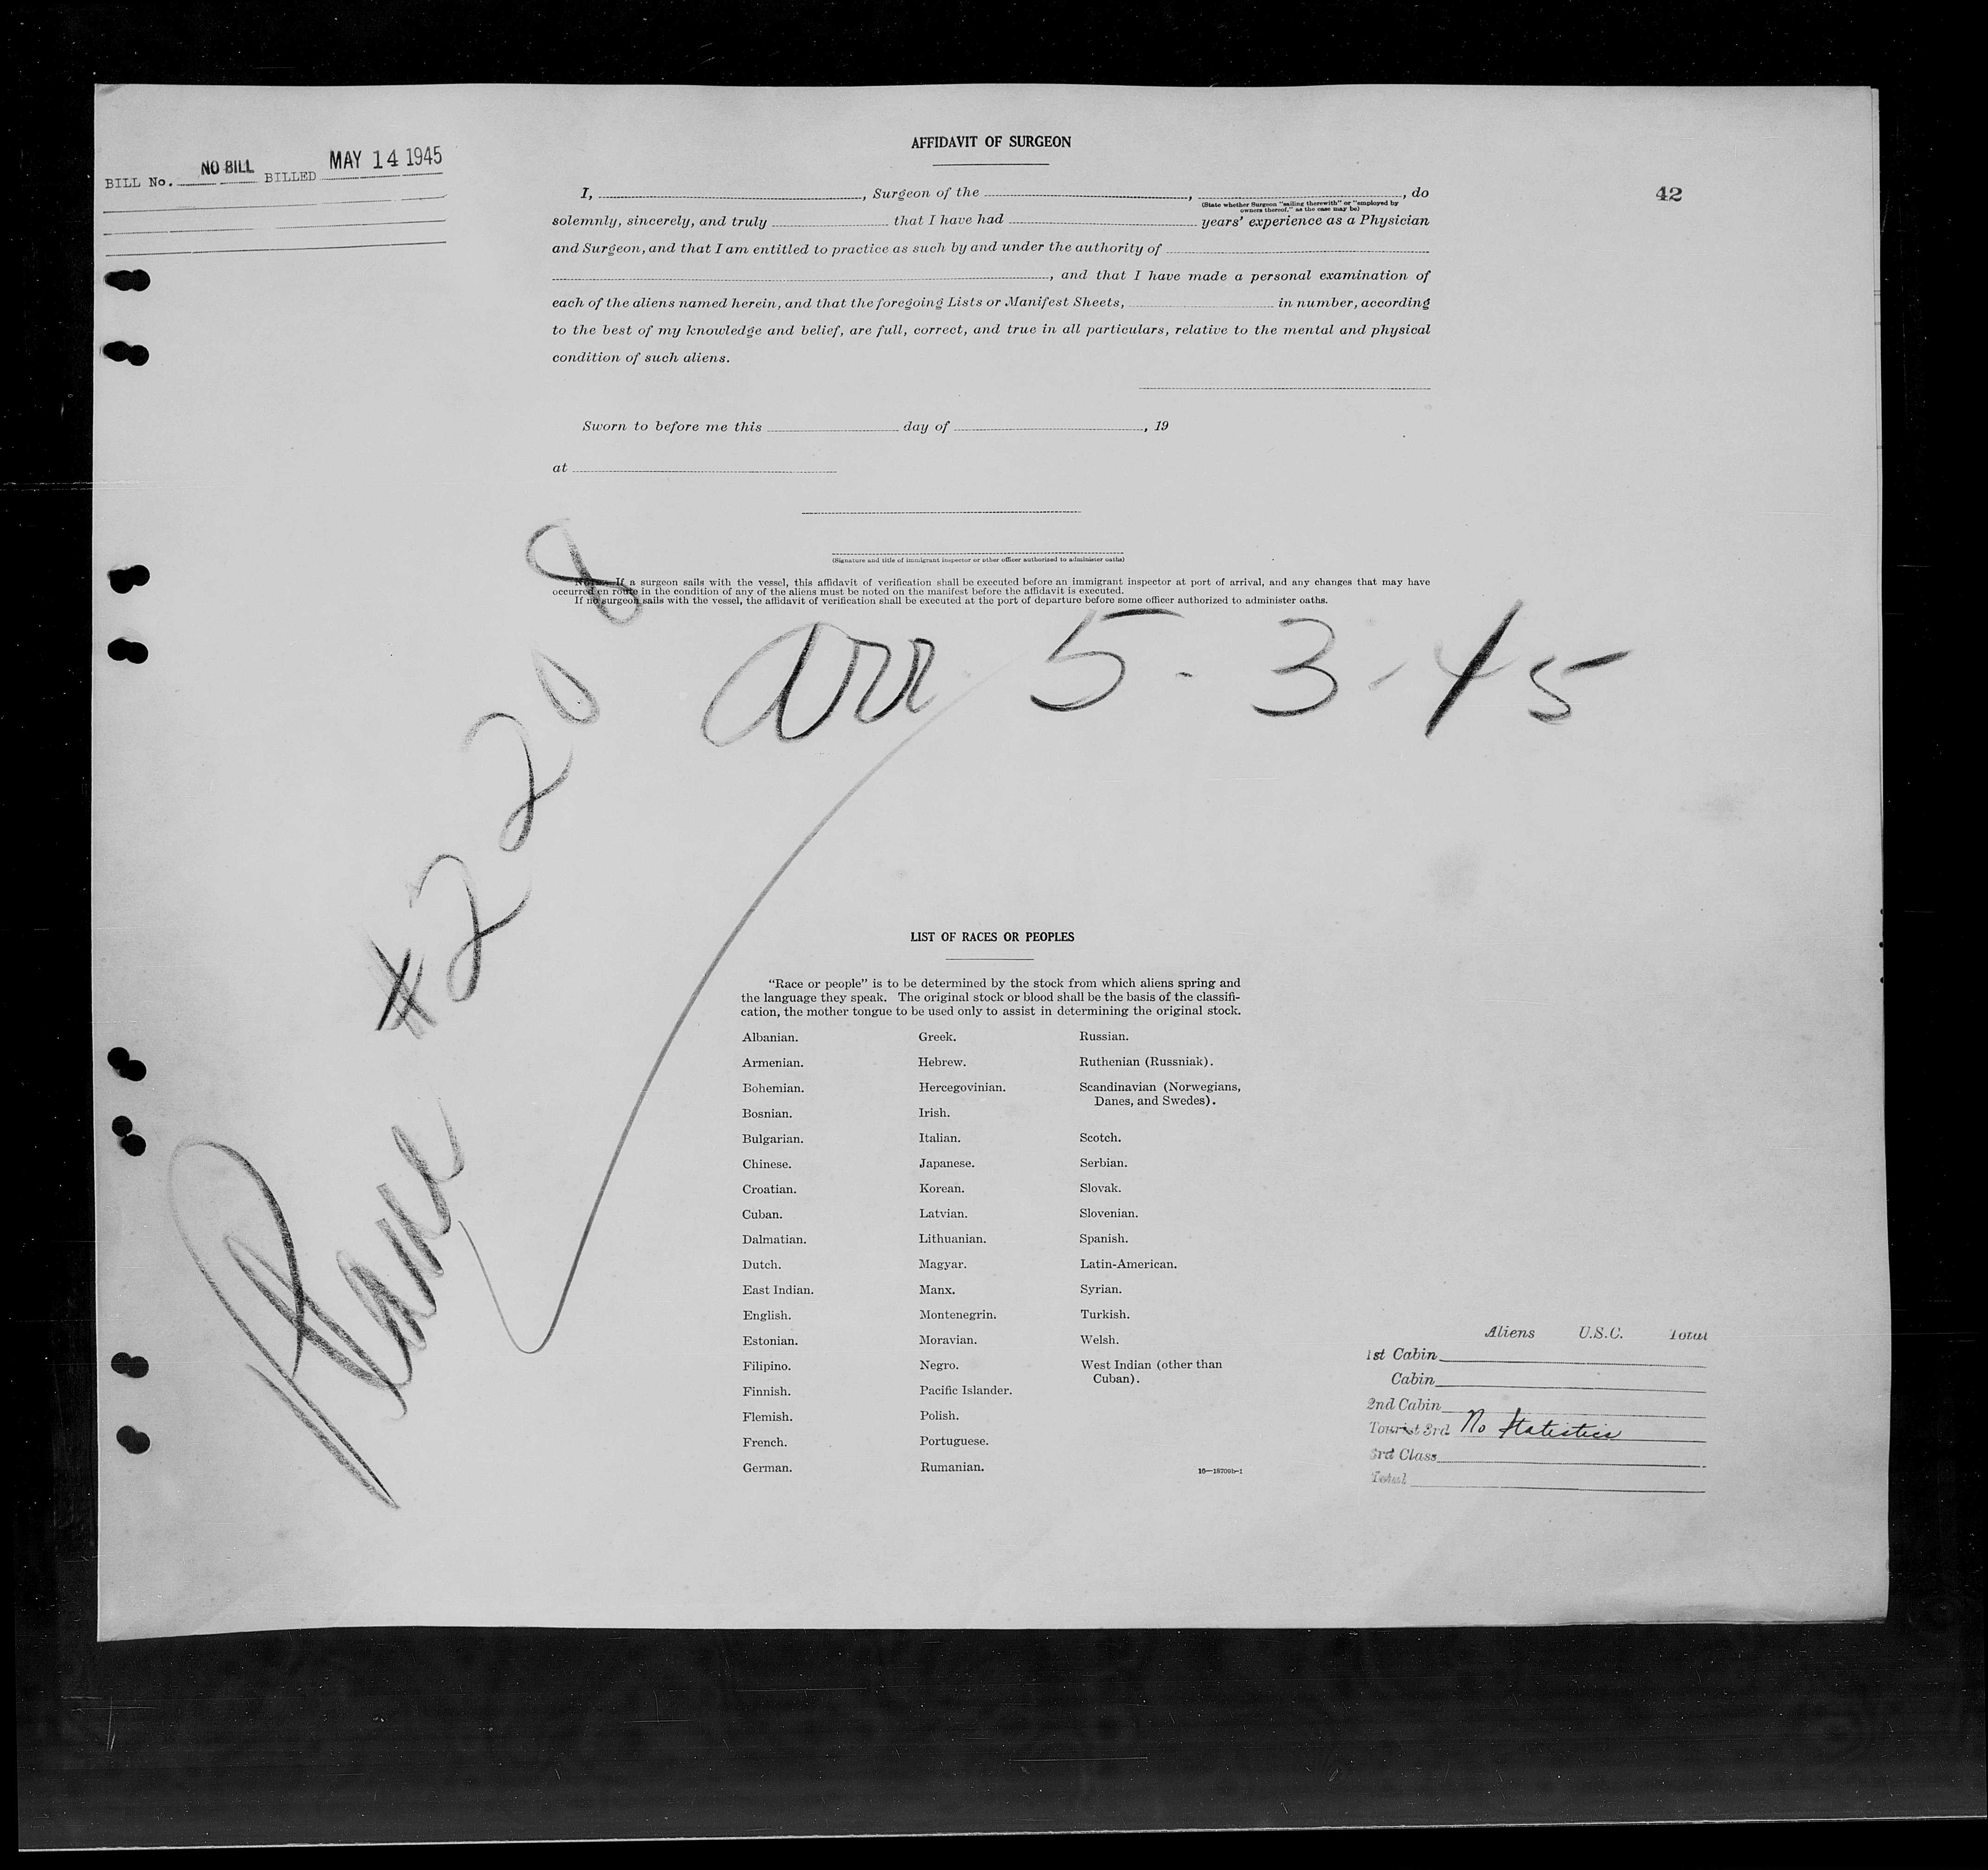 BILL No. NO BILL BILLED MAY 14 1945
42
AFFIDAVIT OF SURGEON
I, , Surgeon of the , , do
(State whether Surgeon "sailing therewith" or "employed by
owners thereof," as the case may be)
solemnly, sincerely, and truly that I have had years' experience as a Physician
and Surgeon, and that I am entitled to practice as such by and under the authority of
, and that I have made a personal examination of
each of the aliens named herein, and that the foregoing Lists or Manifest Sheets, in number, according
to the best of my knowledge and belief, are full, correct, and true in all particulars, relative to the mental and physical
condition of such aliens.
Sworn to before me this day of , 19
at
(Signature and title of immigrant inspector or other officer authorized to administer oaths)
NOTE.—If a surgeon sails with the vessel, this affidavit of verification shall be executed before an immigrant inspector at port of arrival, and any changes that may have
occurred en route in the condition of any of the aliens must be noted on the manifest before the affidavit is executed.
If no surgeon sails with the vessel, the affidavit of verification shall be executed at the port of departure before some officer authorized to administer oaths.
arr 5-3-45
Plane #2208
LIST OF RACES OR PEOPLES
"Race or people" is to be determined by the stock from which aliens spring and
the language they speak. The original stock or blood shall be the basis of the classifi-
cation, the mother tongue to be used only to assist in determining the original stock.
Albanian.
Armenian.
Bohemian.
Bosnian.
Bulgarian.
Chinese.
Croatian.
Cuban.
Dalmatian.
Dutch.
East Indian.
English.
Estonian.
Filipino.
Finnish.
Flemish.
French.
German.
Greek.
Hebrew.
Hercegovinian.
Irish.
Italian.
Japanese.
Korean.
Latvian.
Lithuanian.
Magyar.
Manx.
Montenegrin.
Moravian.
Negro.
Pacific Islander.
Polish.
Portuguese.
Rumanian.
Russian.
Ruthenian (Russniak).
Scandinavian (Norwegians,
Danes, and Swedes).
Scotch.
Serbian.
Slovak.
Slovenian.
Spanish.
Latin-American.
Syrian.
Turkish.
Welsh.
West Indian (other than
Cuban).
16—18700b-1
Aliens U.S.C. Total
1st Cabin
Cabin
2nd Cabin
Tourist 3rd No Statistics
3rd Class
Total